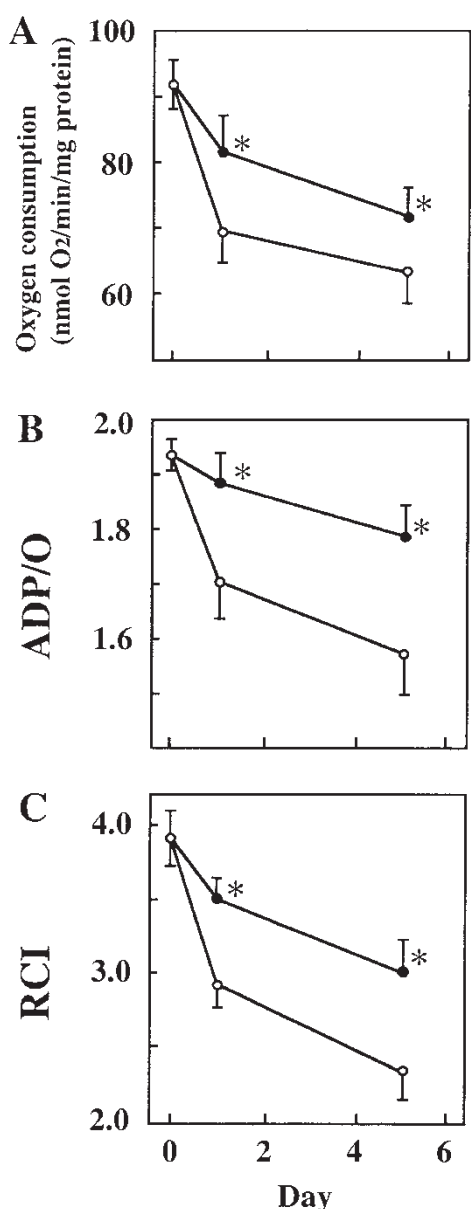 A
Oxygen consumption
(nmol O2/min/mg protein)
100
80
60
*
*
B
ADP/O
2.0
1.8
1.6
*
*
C
RCI
4.0
3.0
2.0
*
*
0 2 4 6
Day